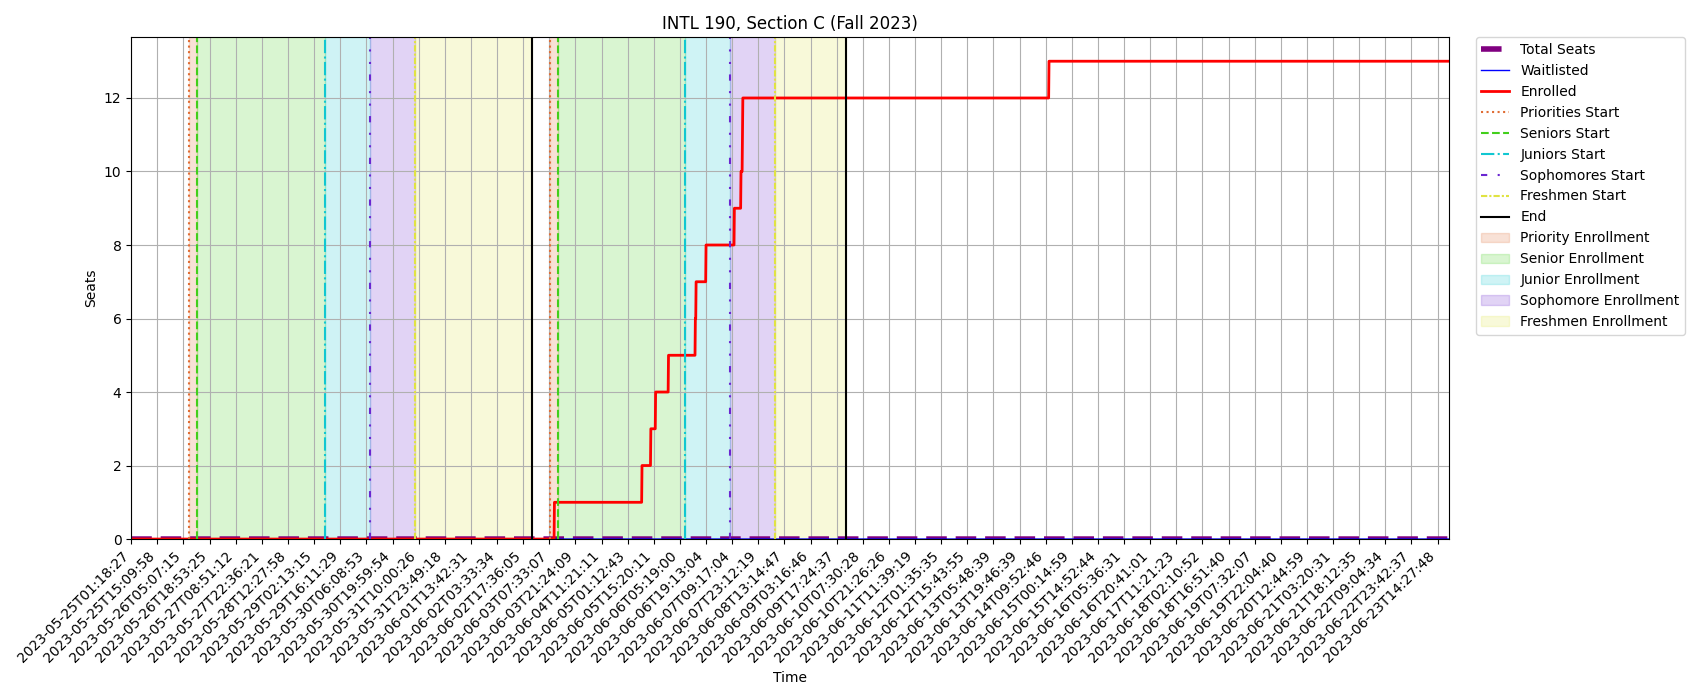 INTL 190, Section C (Fall 2023)
Seats
12
10
8
6
4
2
0
2023-05-25T01:18:27
2023-05-25T15:09:58
2023-05-26T05:07:15
2023-05-26T18:53:25
2023-05-27T08:51:12
2023-05-27T22:36:21
2023-05-28T12:27:58
2023-05-29T02:13:15
2023-05-29T16:11:29
2023-05-30T06:08:53
2023-05-30T19:59:54
2023-05-31T10:00:26
2023-05-31T23:49:18
2023-06-01T13:42:31
2023-06-02T03:33:34
2023-06-02T17:36:05
2023-06-03T07:33:07
2023-06-03T21:24:09
2023-06-04T11:21:11
2023-06-05T01:12:43
2023-06-05T15:20:11
2023-06-06T05:19:00
2023-06-06T19:13:04
2023-06-07T09:17:04
2023-06-07T23:12:19
2023-06-08T13:14:47
2023-06-09T03:16:46
2023-06-09T17:24:37
2023-06-10T07:30:28
2023-06-10T21:26:26
2023-06-11T11:39:19
2023-06-12T01:35:35
2023-06-12T15:43:55
2023-06-13T05:48:39
2023-06-13T19:46:39
2023-06-14T09:52:46
2023-06-15T00:14:59
2023-06-15T14:52:44
2023-06-16T05:36:31
2023-06-16T20:41:01
2023-06-17T11:21:23
2023-06-18T02:10:52
2023-06-18T16:51:40
2023-06-19T07:32:07
2023-06-19T22:04:40
2023-06-20T12:44:59
2023-06-21T03:20:31
2023-06-21T18:12:35
2023-06-22T09:04:34
2023-06-22T23:42:37
2023-06-23T14:27:48
Time
Total Seats
Waitlisted
Enrolled
Priorities Start
Seniors Start
Juniors Start
Sophomores Start
Freshmen Start
End
Priority Enrollment
Senior Enrollment
Junior Enrollment
Sophomore Enrollment
Freshmen Enrollment